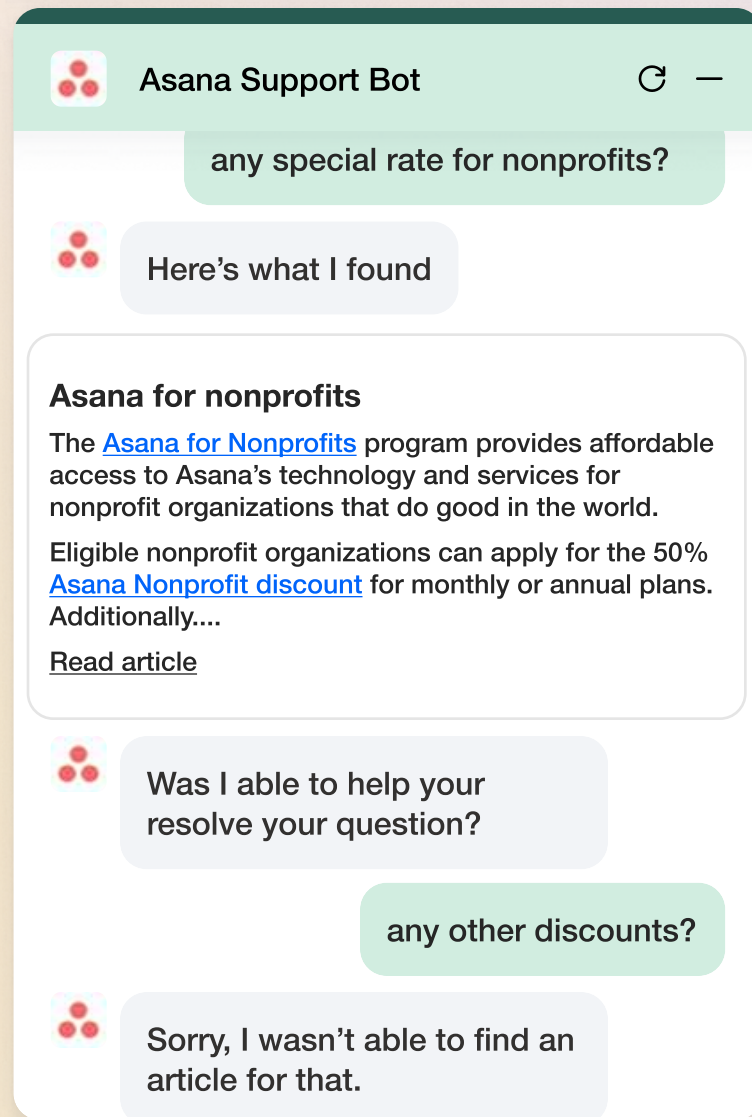 Asana Support Bot
any special rate for nonprofits?
Here’s what I found
Asana for nonprofits
The Asana for Nonprofits program provides affordable
access to Asana’s technology and services for
nonprofit organizations that do good in the world.
Eligible nonprofit organizations can apply for the 50%
Asana Nonprofit discount for monthly or annual plans.
Additionally....
Read article
Was I able to help your
resolve your question?
any other discounts?
Sorry, I wasn’t able to find an
article for that.